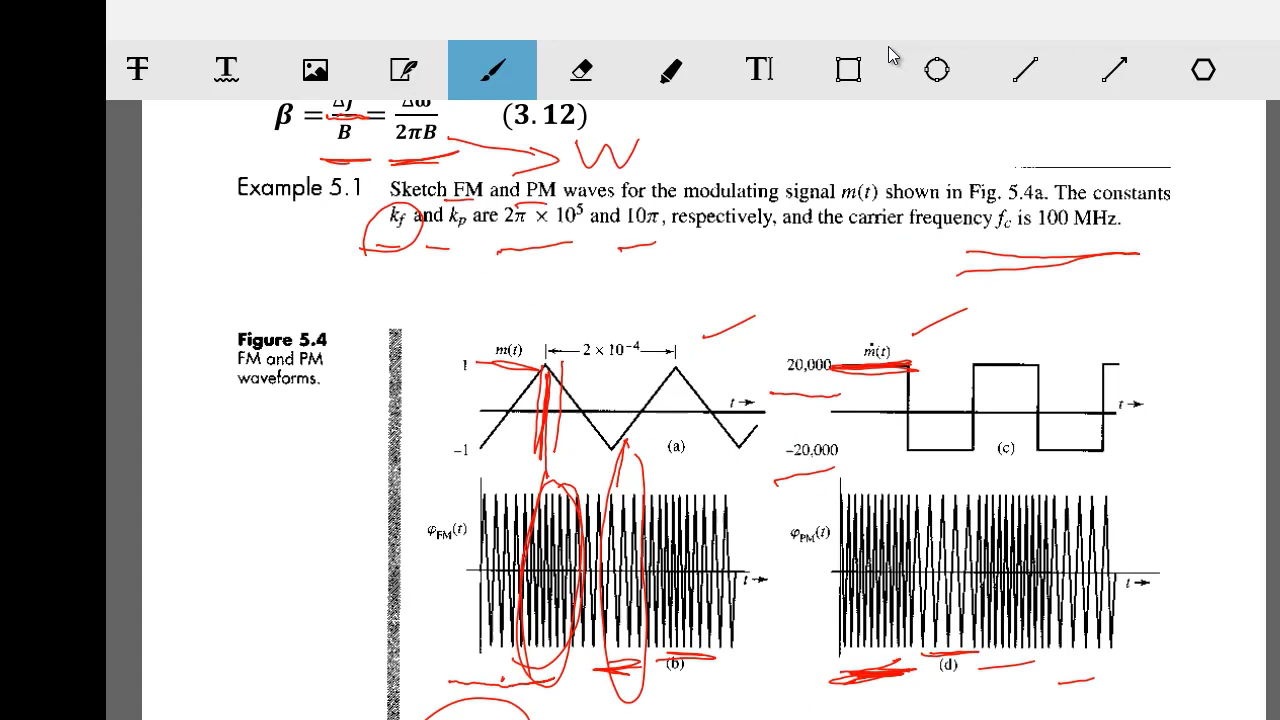 β = Δf/B = Δω/2πB (3.12)
W
Example 5.1 Sketch FM and PM waves for the modulating signal m(t) shown in Fig. 5.4a. The constants
kf and kp are 2π × 10⁵ and 10π, respectively, and the carrier frequency fc is 100 MHz.
Figure 5.4
FM and PM
waveforms.
m(t)
2 × 10⁻⁴
1
t
-1
(a)
ṁ(t)
20,000
t
-20,000
(c)
φFM(t)
t
(b)
φPM(t)
t
(d)